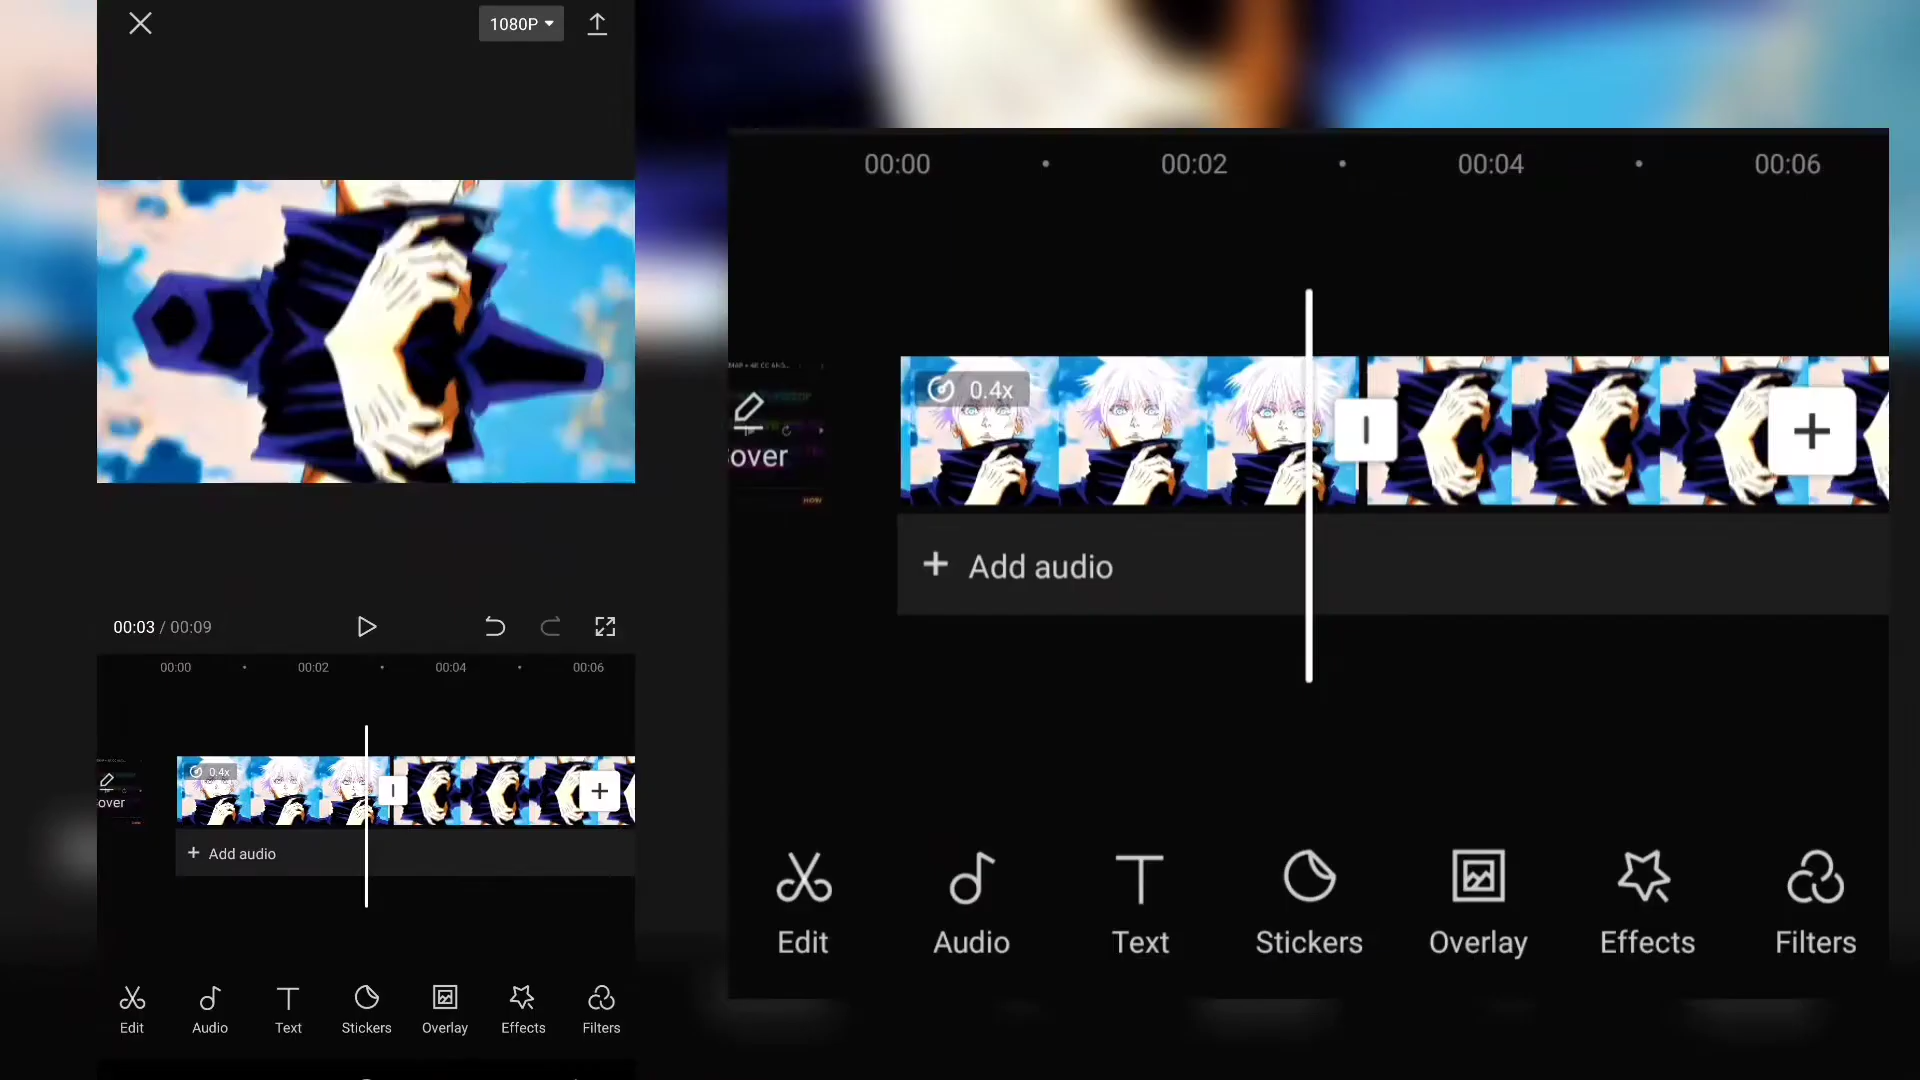 1080P
00:03 / 00:09
00:00 00:02 00:04 00:06
0.4x
over
+ Add audio
Edit Audio Text Stickers Overlay Effects Filters
00:00 00:02 00:04 00:06
0.4x
over
+ Add audio
Edit Audio Text Stickers Overlay Effects Filters